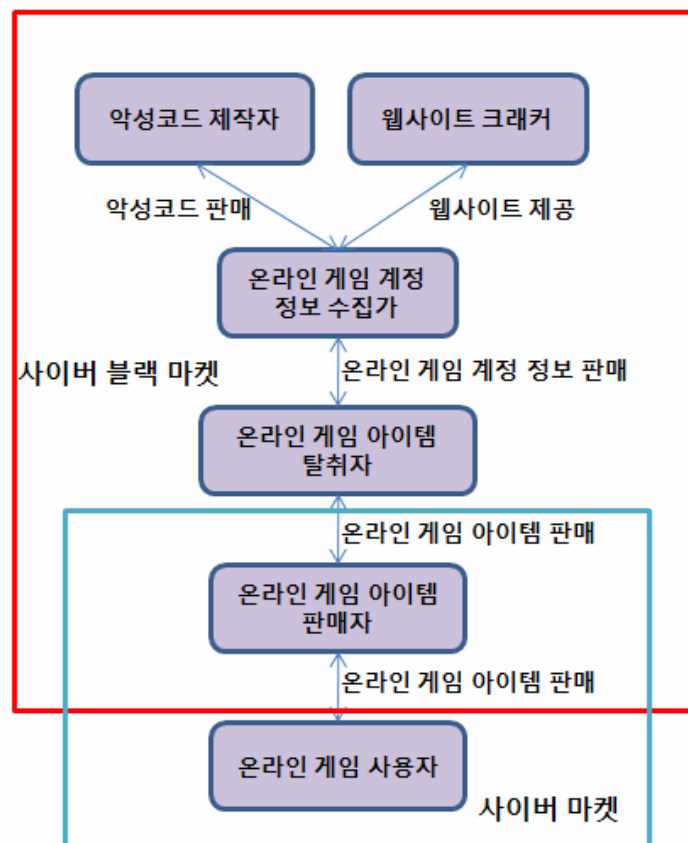 악성코드 제작자
웹사이트 크래커
악성코드 판매
웹사이트 제공
온라인 게임 계정
정보 수집가
사이버 블랙 마켓
온라인 게임 계정 정보 판매
온라인 게임 아이템
탈취자
온라인 게임 아이템 판매
온라인 게임 아이템
판매자
온라인 게임 아이템 판매
온라인 게임 사용자
사이버 마켓